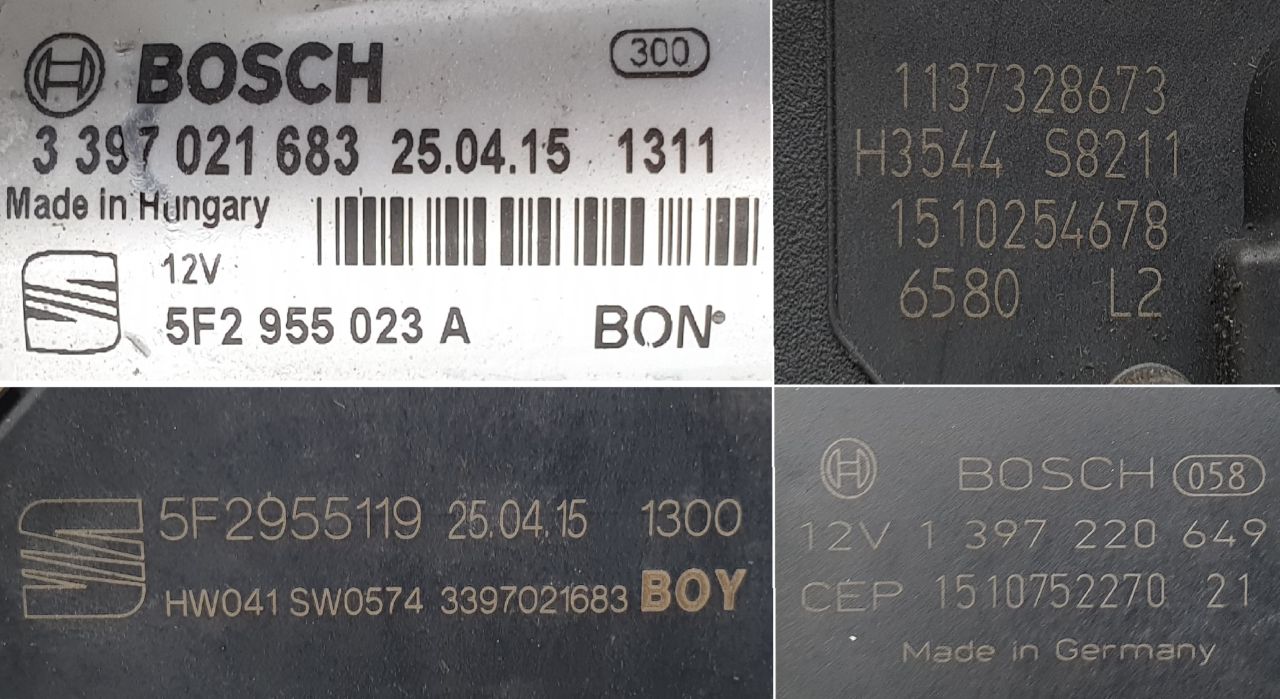 BOSCH 300
3 397 021 683 25.04.15 1311
Made in Hungary
12V
5F2 955 023 A BON
1137328673
H3544 S8211
1510254678
6580 L2
5F2955119 25.04.15 1300
HW041 SW0574 3397021683 BOY
BOSCH 058
12V 1 397 220 649
CEP 1510752270 21
Made in Germany